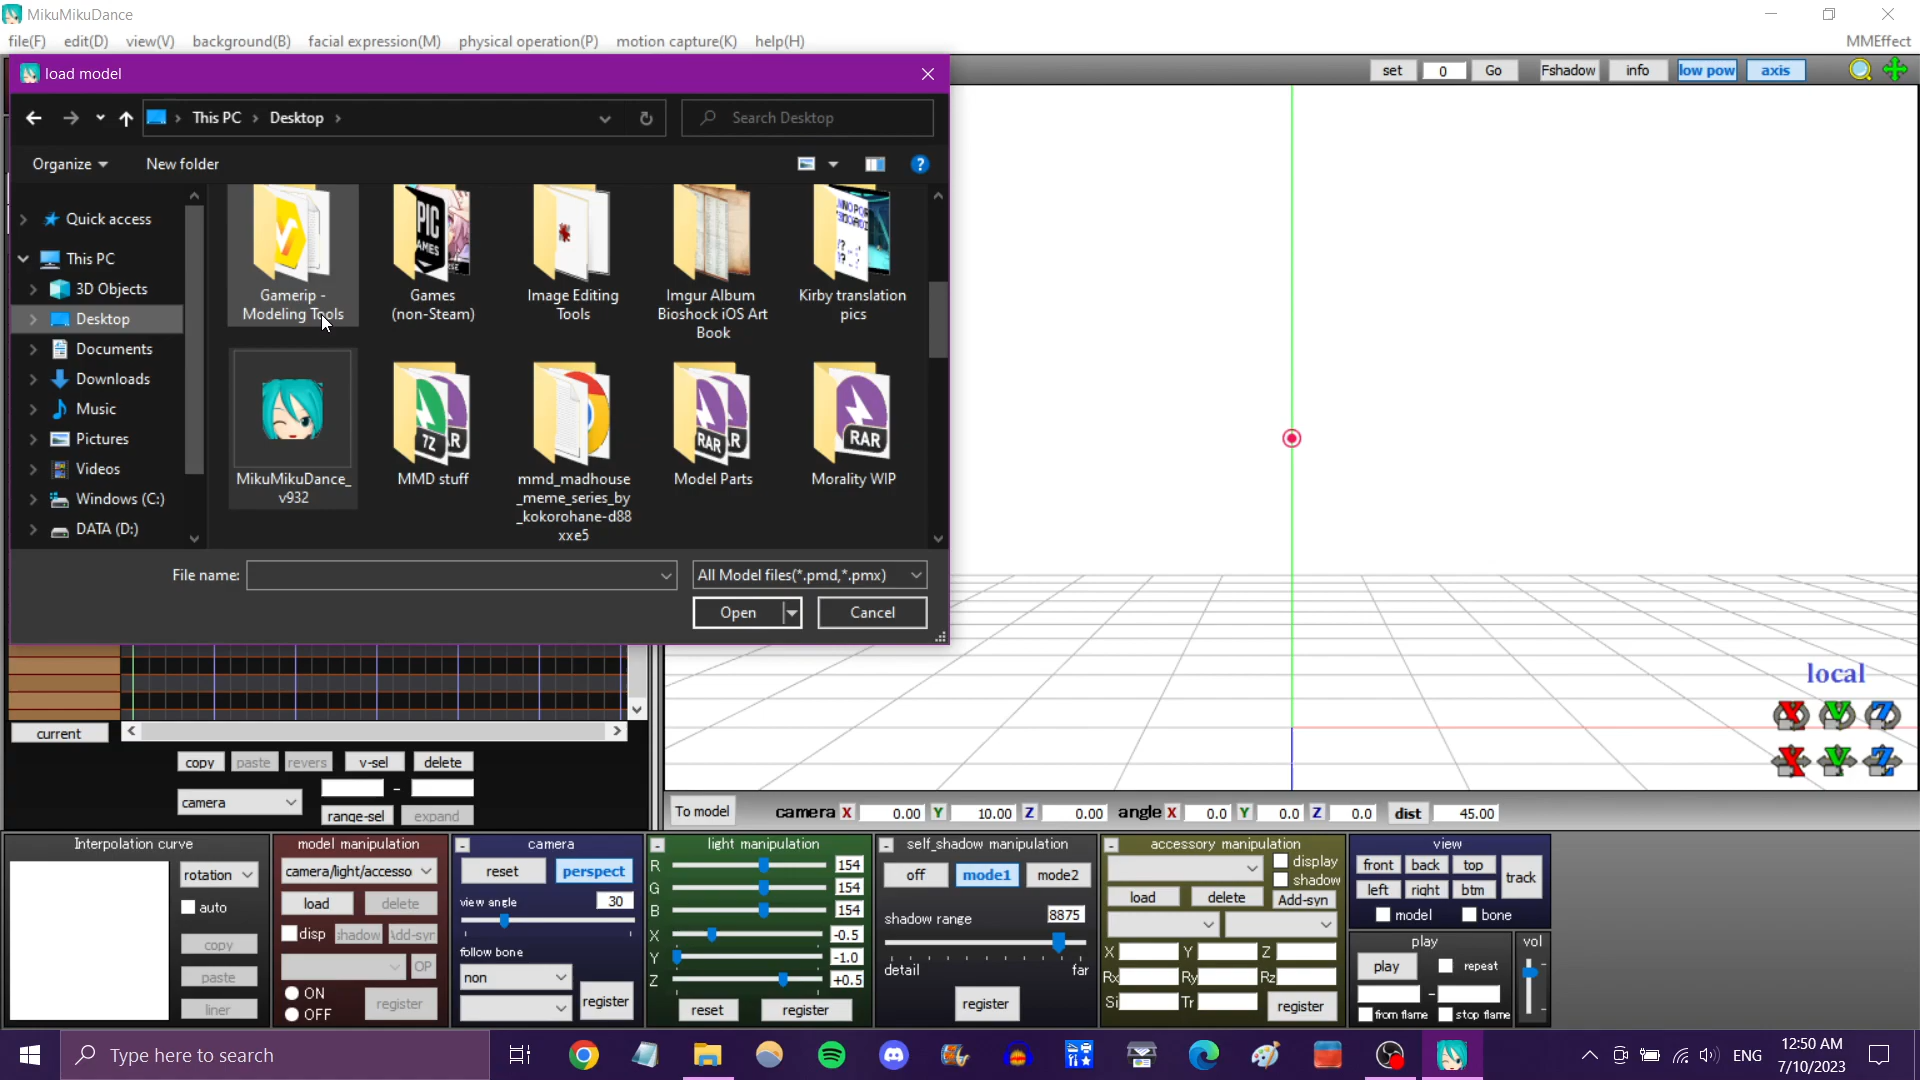 MikuMikuDance
file(F) edit(D) view(V) background(B) facial expression(M) physical operation(P) motion capture(K) help(H) MMEffect
load model
set 0 Go Fshadow info low pow axis
This PC > Desktop >
Search Desktop
Organize New folder
Quick access
This PC
3D Objects
Desktop
Documents
Downloads
Music
Pictures
Videos
Windows (C:)
DATA (D:)
Gamerip -
Modeling Tools
Games
(non-Steam)
Image Editing
Tools
Imgur Album
Bioshock iOS Art
Book
Kirby translation
pics
MikuMikuDance_
v932
MMD stuff
mmd_madhouse
_meme_series_by
_kokorohane-d88
xxe5
Model Parts
Morality WIP
File name:
All Model files(*.pmd,*.pmx)
Open Cancel
local
current
copy paste revers v-sel delete
camera -
range-sel expand
To model camera X 0.00 Y 10.00 Z 0.00 angle X 0.0 Y 0.0 Z 0.0 dist 45.00
Interpolation curve
rotation
auto
copy
paste
liner
model manipulation
camera/light/accesso
load delete
disp shadow Add-syn
OP
ON
OFF
register
- camera
reset perspect
view angle 30
follow bone
non
register
- light manipulation
R 154
G 154
B 154
X -0.5
Y -1.0
Z +0.5
reset register
- self_shadow manipulation
off mode1 mode2
shadow range 8875
detail far
register
- accessory manipulation
display
shadow
load delete Add-syn
X Y Z
Rx Ry Rz
Si Tr register
view
front back top
left right btm
track
model bone
play
play repeat
-
from flame stop flame
vol
Type here to search
ENG
12:50 AM
7/10/2023